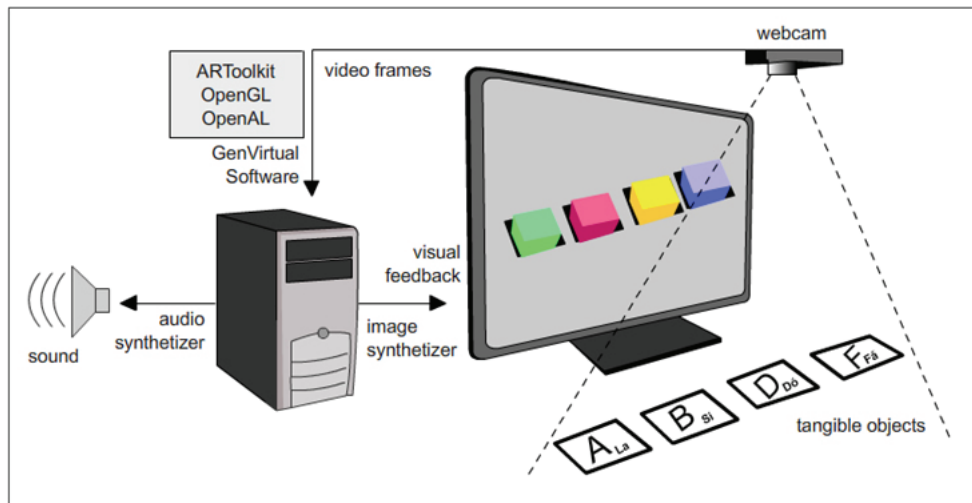 webcam
ARToolkit
OpenGL
OpenAL
video frames
GenVirtual
Software
visual
feedback
audio
synthetizer
image
synthetizer
sound
A La
B Si
D Dó
F Fá
tangible objects